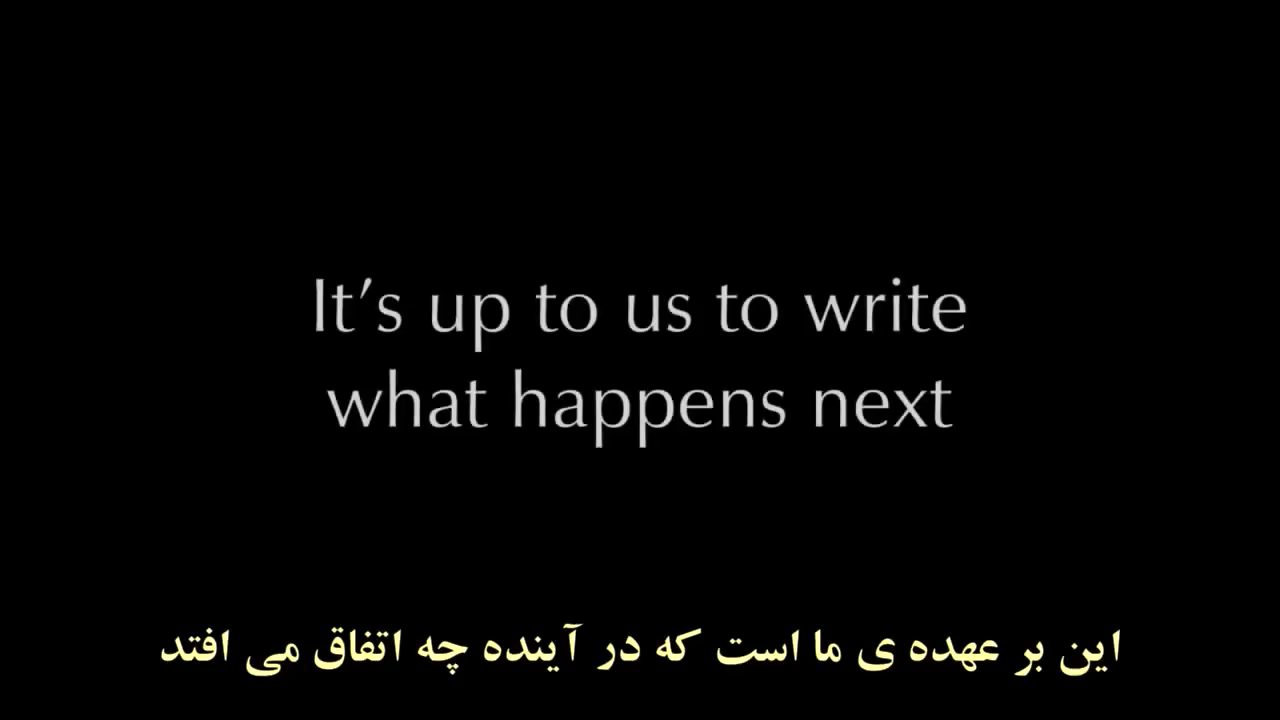 It’s up to us to write
what happens next
این بر عهده ی ما است که در آینده چه اتفاق می افتد